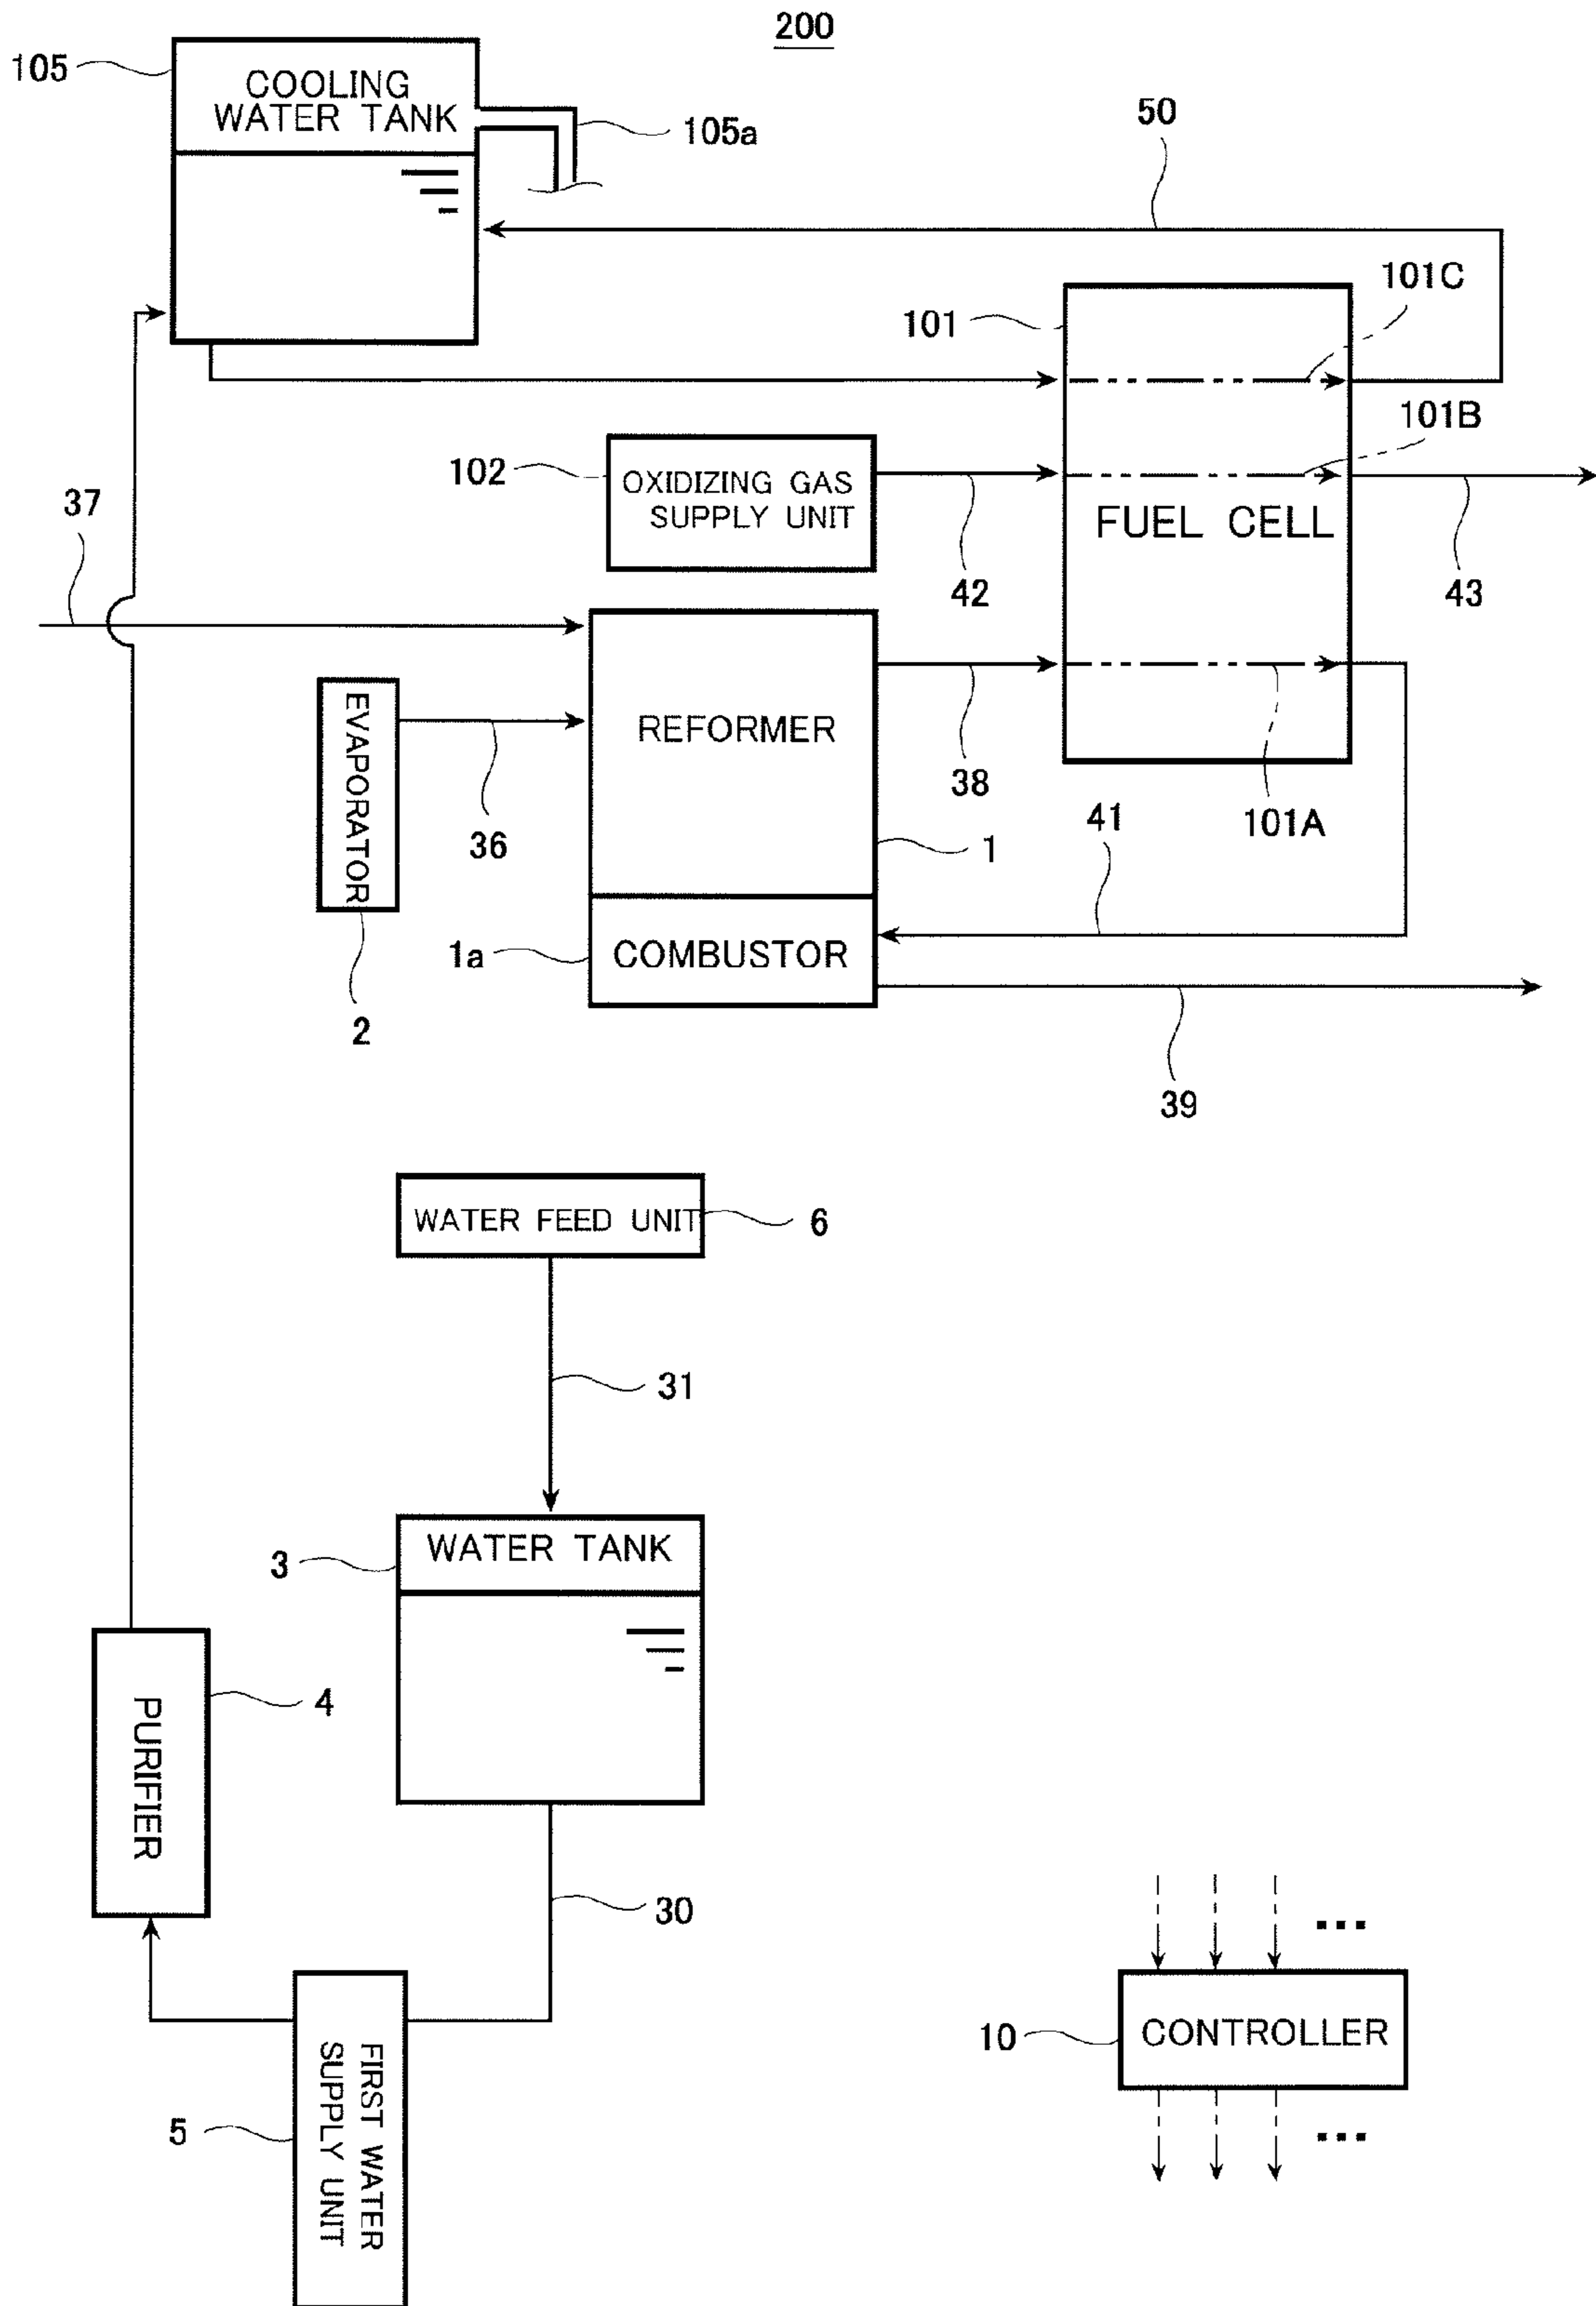 200
105
COOLING
WATER TANK
105a
50
101C
101
101B
102
OXIDIZING GAS
SUPPLY UNIT
FUEL CELL
37
42
43
EVAPORATOR
REFORMER
36
38
101A
41
1
1a
COMBUSTOR
2
39
WATER FEED UNIT
6
31
WATER TANK
3
4
PURIFIER
30
10
CONTROLLER
5
FIRST WATER
SUPPLY UNIT